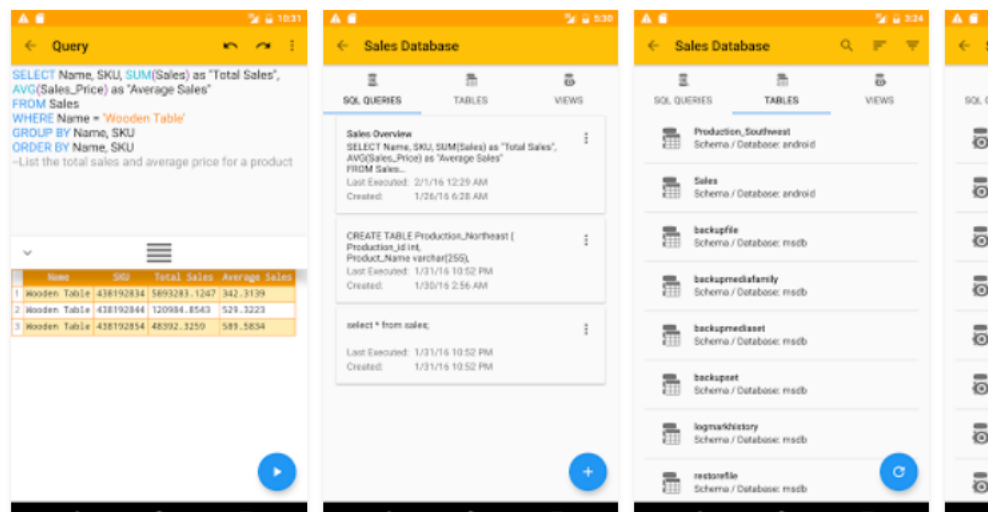 10:31
Query
SELECT Name, SKU, SUM(Sales) as "Total Sales",
AVG(Sales_Price) as "Average Sales"
FROM Sales
WHERE Name = 'Wooden Table'
GROUP BY Name, SKU
ORDER BY Name, SKU
--List the total sales and average price for a product
Name SKU Total Sales Average Sales
1 Wooden Table 438192834 5893283.1247 342.3139
2 Wooden Table 438192844 120984.8543 529.3223
3 Wooden Table 438192854 48392.3259 589.5834
5:30
Sales Database
SQL QUERIES TABLES VIEWS
Sales Overview
SELECT Name, SKU, SUM(Sales) as "Total Sales",
AVG(Sales_Price) as "Average Sales"
FROM Sales...
Last Executed: 2/1/16 12:29 AM
Created: 1/26/16 6:28 AM
CREATE TABLE Production_Northeast (
Production_id int,
Product_Name varchar(255),
Last Executed: 1/31/16 10:52 PM
Created: 1/30/16 2:56 AM
select * from sales;
Last Executed: 1/31/16 10:52 PM
Created: 1/31/16 10:52 PM
3:24
Sales Database
SQL QUERIES TABLES VIEWS
Production_Southwest
Schema / Database: android
Sales
Schema / Database: android
backupfile
Schema / Database: msdb
backupmediafamily
Schema / Database: msdb
backupmediaset
Schema / Database: msdb
backupset
Schema / Database: msdb
logmarkhistory
Schema / Database: msdb
restorefile
Schema / Database: msdb
SQL